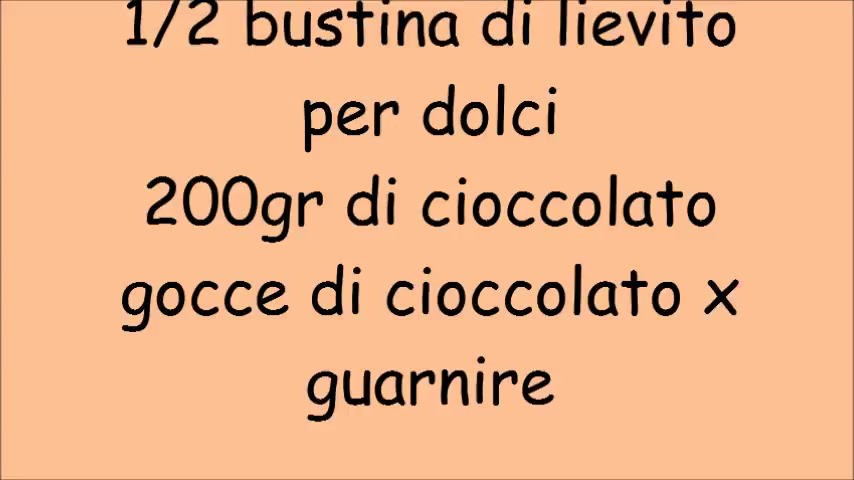 1/2 bustina di lievito
per dolci
200gr di cioccolato
gocce di cioccolato x
guarnire